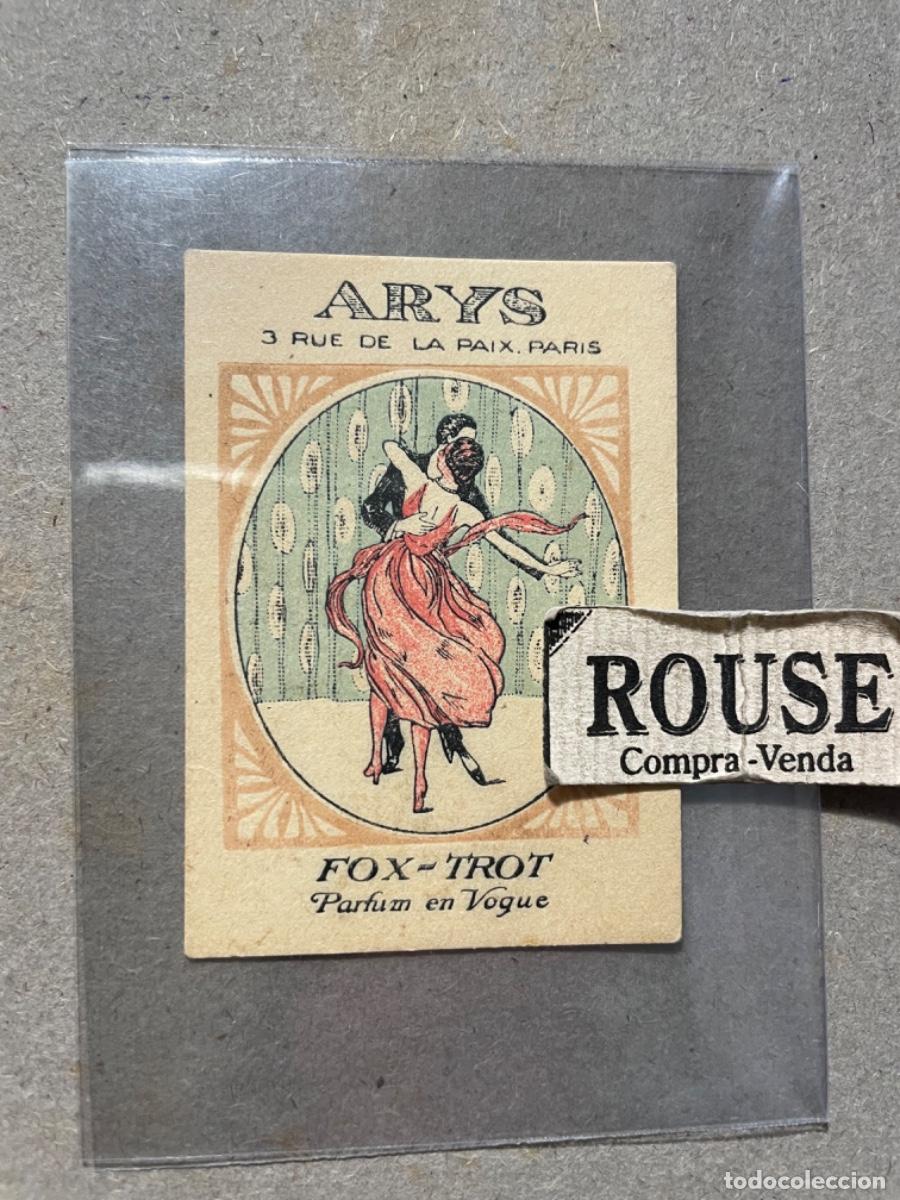 ARYS
3 RUE DE LA PAIX. PARIS
ROUSE
Compra-Venda
FOX-TROT
Parfum en Vogue
todocoleccion